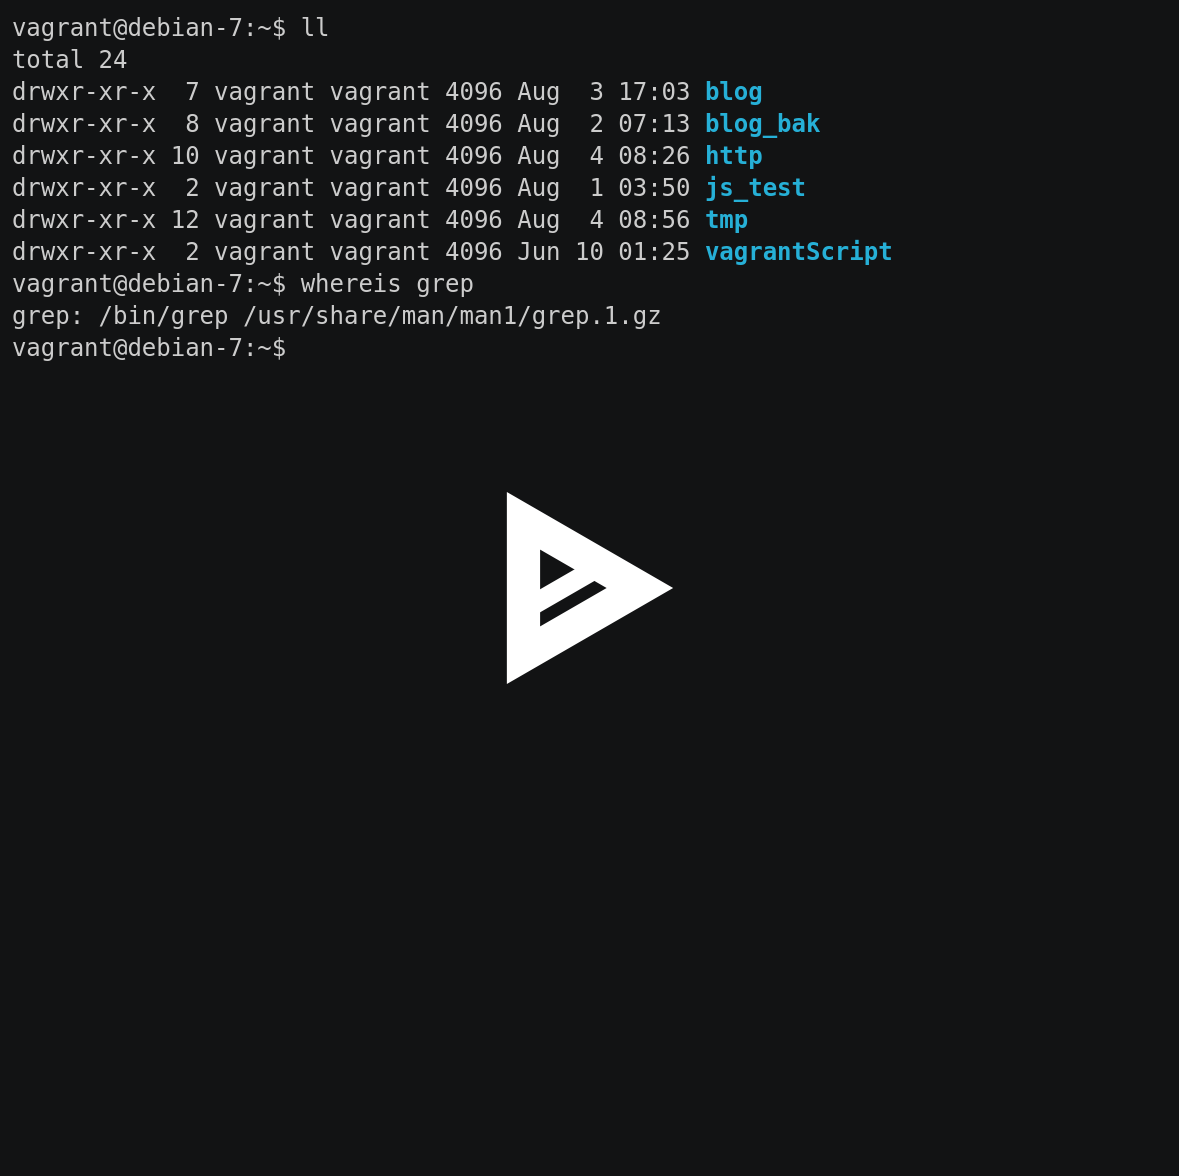 vagrant@debian-7:~$ ll
total 24
drwxr-xr-x  7 vagrant vagrant 4096 Aug  3 17:03 blog
drwxr-xr-x  8 vagrant vagrant 4096 Aug  2 07:13 blog_bak
drwxr-xr-x 10 vagrant vagrant 4096 Aug  4 08:26 http
drwxr-xr-x  2 vagrant vagrant 4096 Aug  1 03:50 js_test
drwxr-xr-x 12 vagrant vagrant 4096 Aug  4 08:56 tmp
drwxr-xr-x  2 vagrant vagrant 4096 Jun 10 01:25 vagrantScript
vagrant@debian-7:~$ whereis grep
grep: /bin/grep /usr/share/man/man1/grep.1.gz
vagrant@debian-7:~$